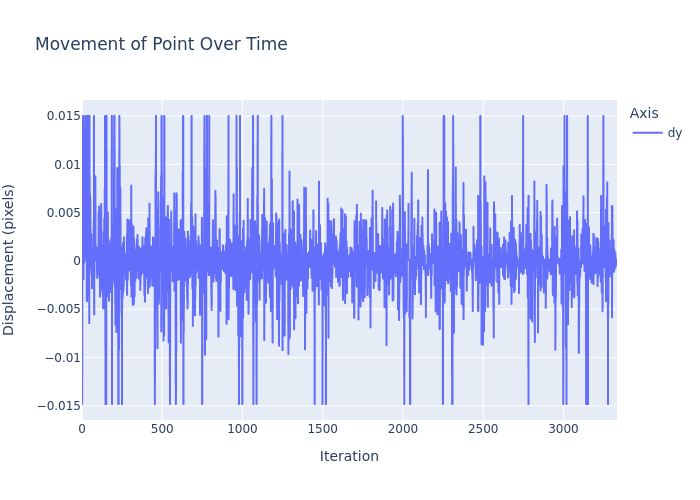 Movement of Point Over Time
Axis
dy
Displacement (pixels)
0.015
0.01
0.005
0
−0.005
−0.01
−0.015
0 500 1000 1500 2000 2500 3000
Iteration